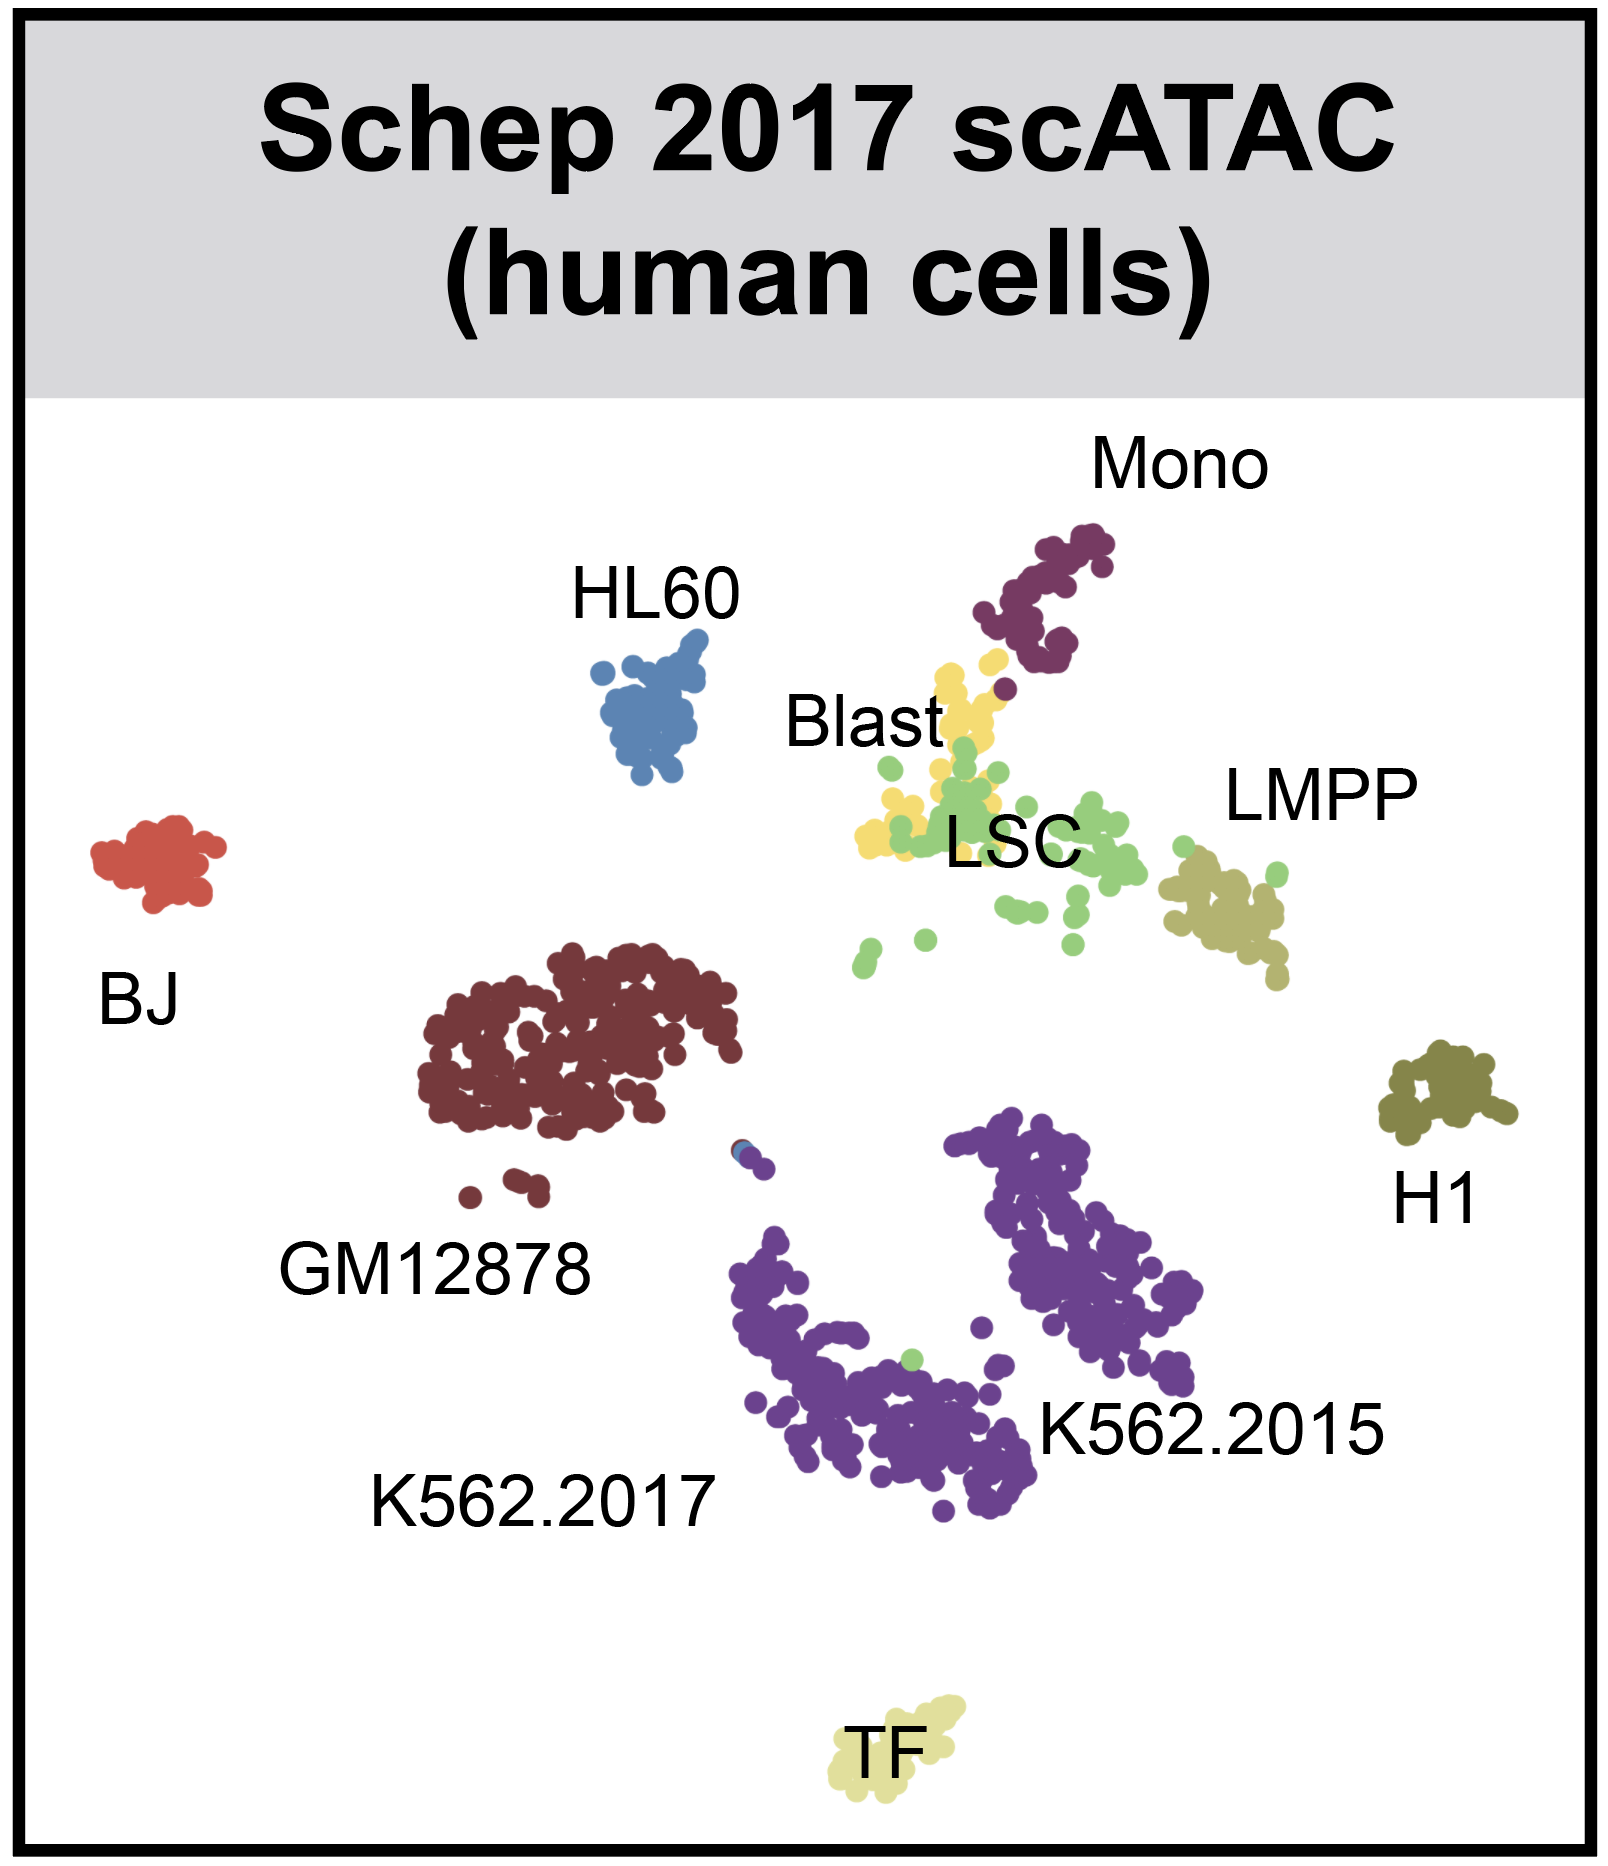 Schep 2017 scATAC
(human cells)
Mono
HL60
Blast
LMPP
LSC
BJ
H1
GM12878
K562.2015
K562.2017
TF